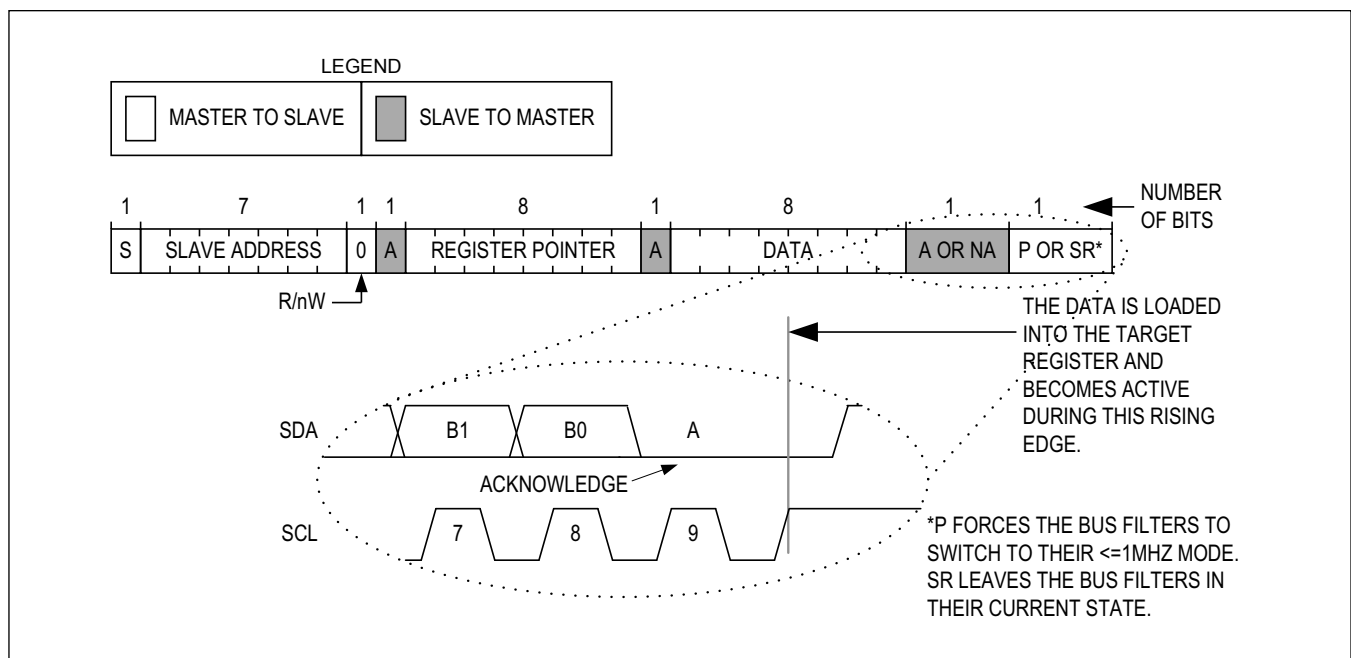 LEGEND
MASTER TO SLAVE
SLAVE TO MASTER
1 7 1 1 8 1 8 1 1
NUMBER
OF BITS
S SLAVE ADDRESS 0 A REGISTER POINTER A DATA A OR NA P OR SR*
R/nW
THE DATA IS LOADED
INTO THE TARGET
REGISTER AND
BECOMES ACTIVE
DURING THIS RISING
EDGE.
SDA B1 B0 A
ACKNOWLEDGE
SCL 7 8 9
*P FORCES THE BUS FILTERS TO
SWITCH TO THEIR <=1MHZ MODE.
SR LEAVES THE BUS FILTERS IN
THEIR CURRENT STATE.